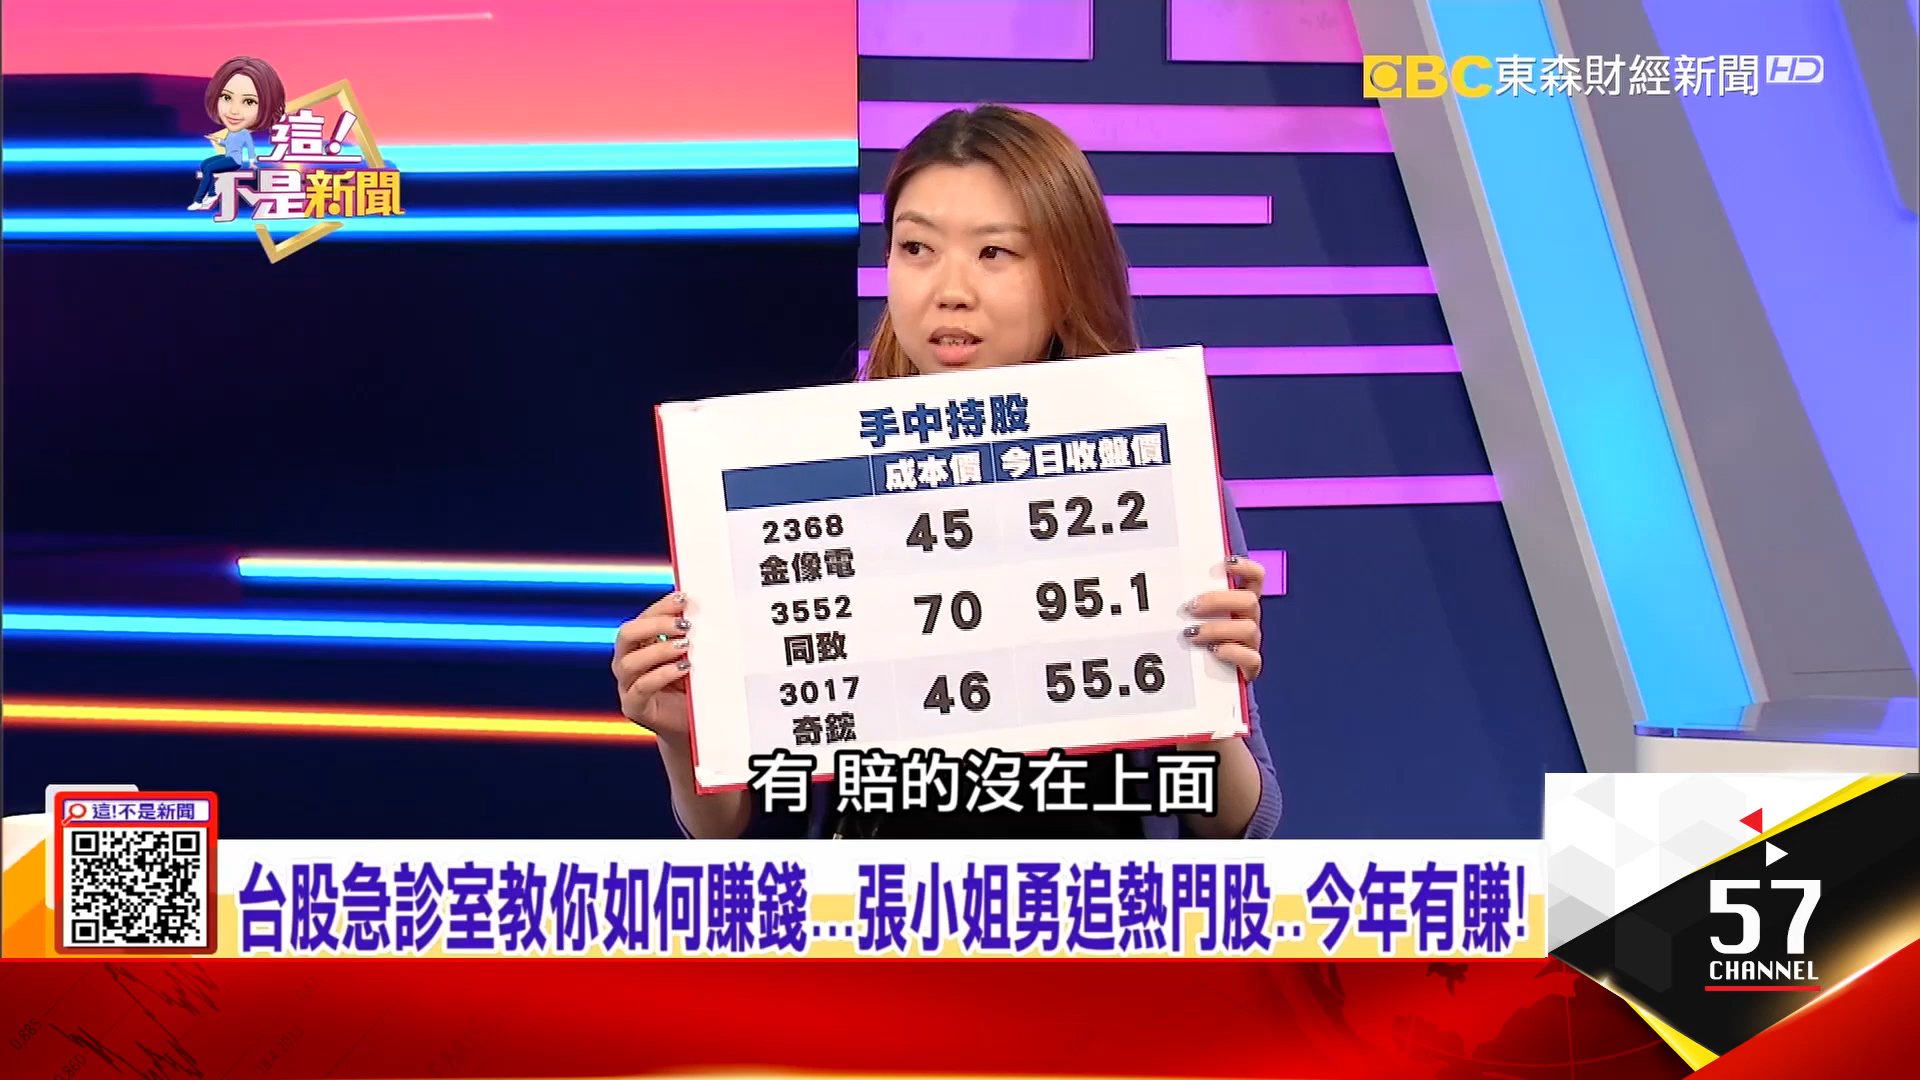 這!
不是新聞
EBC東森財經新聞HD
手中持股
成本價 今日收盤價
2368 金像電 45 52.2
3552 同致 70 95.1
3017 奇鋐 46 55.6
有 賠的沒在上面
這!不是新聞
台股急診室教你如何賺錢...張小姐勇追熱門股..今年有賺!
57
CHANNEL
0.885
0.860